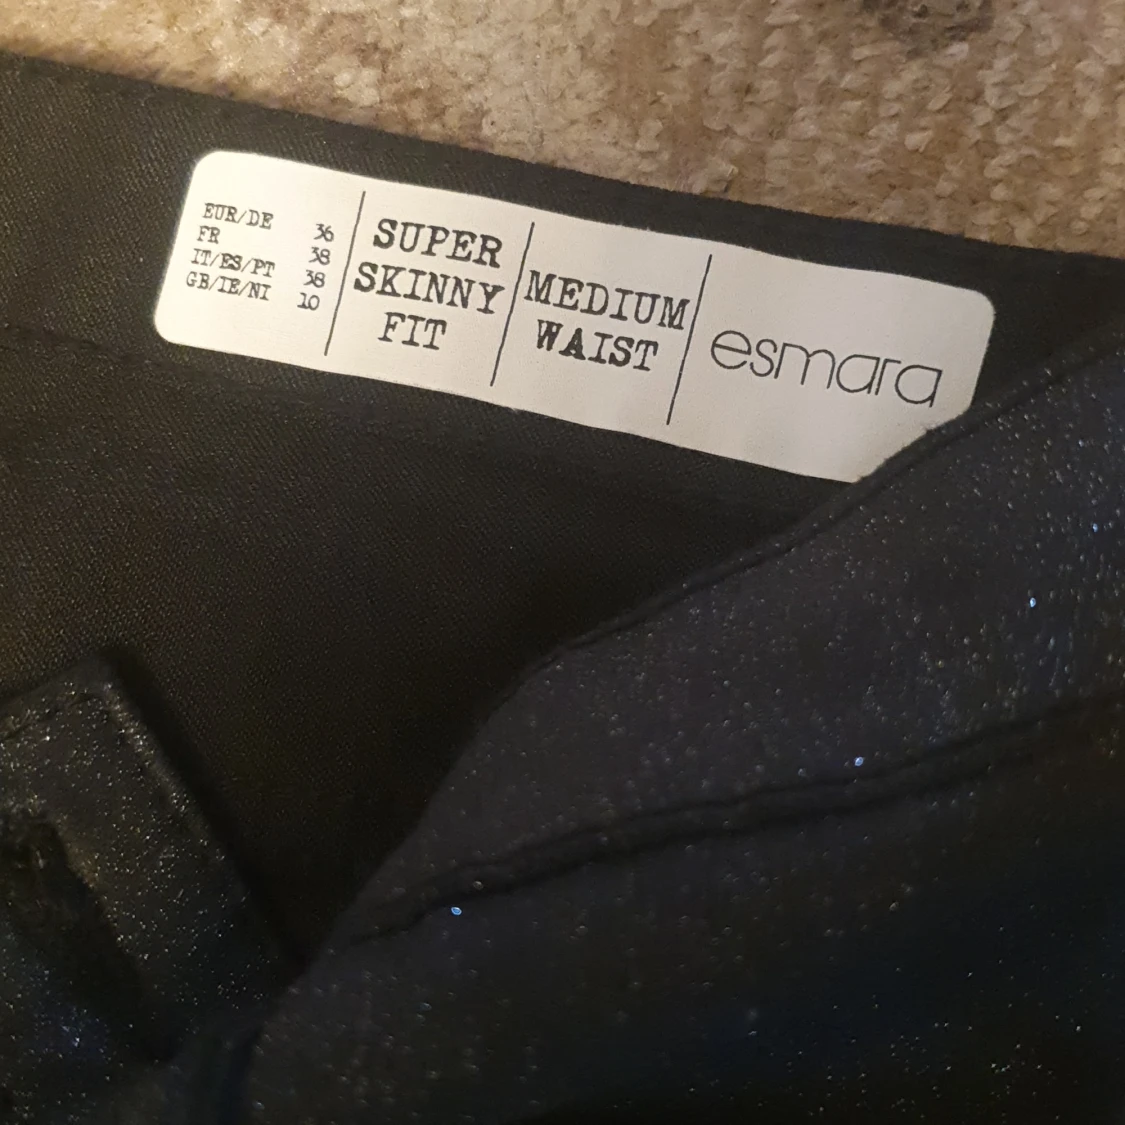 EUR/DE 36
FR 38
IT/ES/PT 38
GB/IE/NI 10
SUPER
SKINNY
FIT
MEDIUM
WAIST
esmara